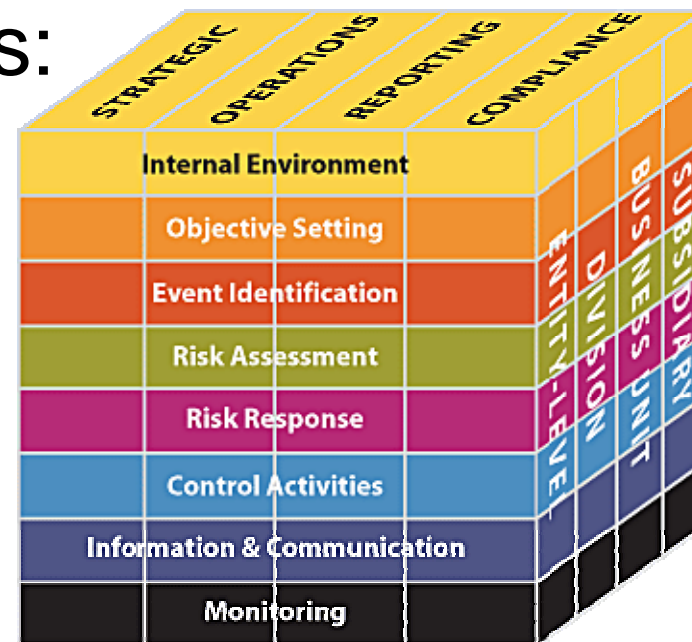 s:
STRATEGIC
OPERATIONS
REPORTING
COMPLIANCE
Internal Environment
Objective Setting
Event Identification
Risk Assessment
Risk Response
Control Activities
Information & Communication
Monitoring
ENTITY-LEVEL
DIVISION
BUSINESS UNIT
SUBSIDIARY